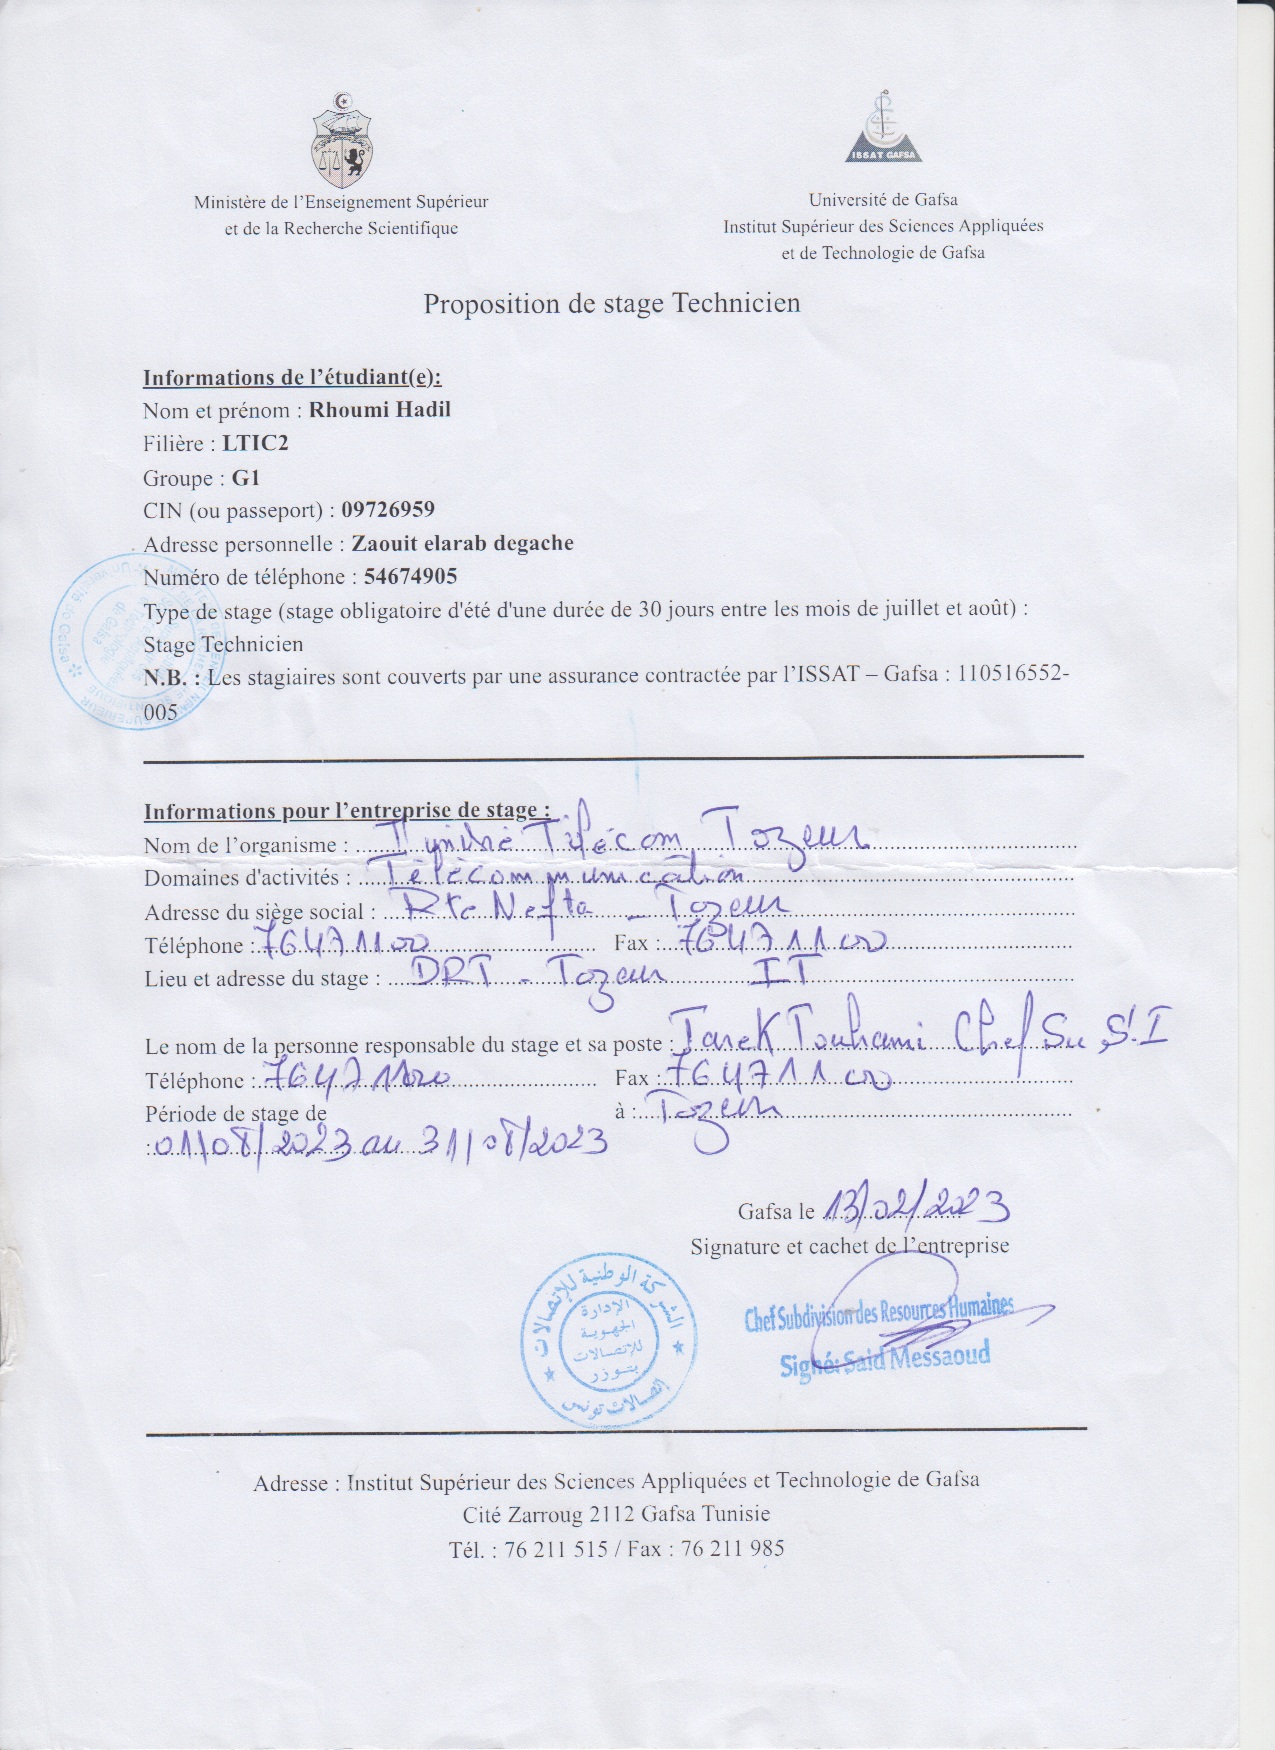 ISSAT GAFSA
Ministère de l'Enseignement Supérieur
et de la Recherche Scientifique
Université de Gafsa
Institut Supérieur des Sciences Appliquées
et de Technologie de Gafsa
Proposition de stage Technicien
Informations de l'étudiant(e):
Nom et prénom : Rhoumi Hadil
Filière : LTIC2
Groupe : G1
CIN (ou passeport) : 09726959
Adresse personnelle : Zaouit elarab degache
Numéro de téléphone : 54674905
Type de stage (stage obligatoire d'été d'une durée de 30 jours entre les mois de juillet et août) :
Stage Technicien
N.B. : Les stagiaires sont couverts par une assurance contractée par l'ISSAT – Gafsa : 110516552-
005
Informations pour l'entreprise de stage :
Nom de l'organisme : Tunisie Télécom Tozeur
Domaines d'activités : Télécommunication
Adresse du siège social : Rte Nefta - Tozeur
Téléphone : 76471100 Fax : 76471100
Lieu et adresse du stage : DRT - Tozeur IT
Le nom de la personne responsable du stage et sa poste : Tarek Touhami Chef Su S.I
Téléphone : 76471100 Fax : 76471100
Période de stage de à : Tozeur
: 01/08/2023 au 31/08/2023
Gafsa le 13/02/2023
Signature et cachet de l'entreprise
Chef Subdivision des Resources Humaines
Signé: Said Messaoud
الشركة الوطنية للإتصالات
الإدارة
الجهوية
للإتصالات
بتوزر
إتصالات تونس
Adresse : Institut Supérieur des Sciences Appliquées et Technologie de Gafsa
Cité Zarroug 2112 Gafsa Tunisie
Tél. : 76 211 515 / Fax : 76 211 985